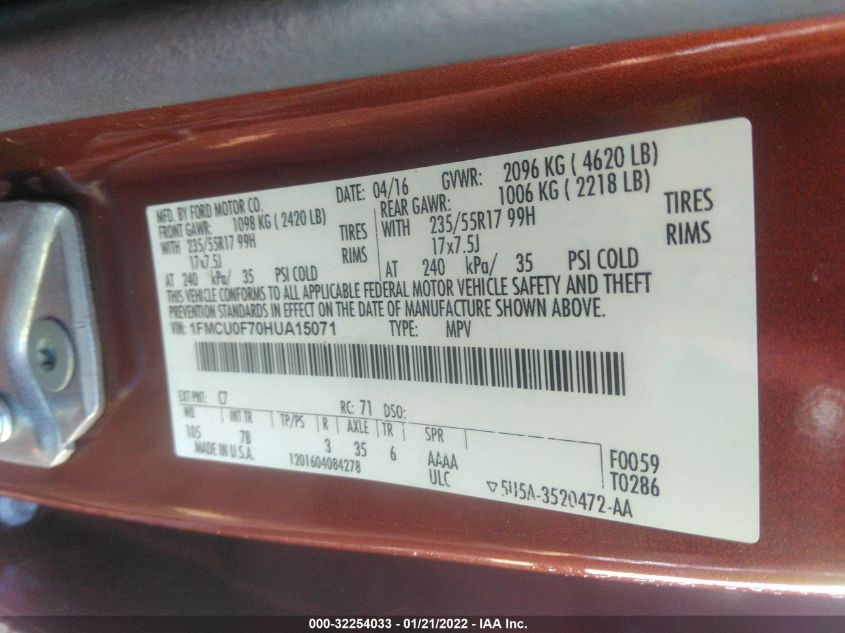 MFD. BY FORD MOTOR CO. DATE: 04/16 GVWR: 2096 KG ( 4620 LB)
FRONT GAWR: 1098 KG ( 2420 LB) REAR GAWR: 1006 KG ( 2218 LB)
WITH 235/55R17 99H TIRES WITH 235/55R17 99H TIRES
17x7.5J RIMS 17x7.5J RIMS
AT 240 kPa/ 35 PSI COLD AT 240 kPa/ 35 PSI COLD
THIS VEHICLE CONFORMS TO ALL APPLICABLE FEDERAL MOTOR VEHICLE SAFETY AND THEFT
PREVENTION STANDARDS IN EFFECT ON THE DATE OF MANUFACTURE SHOWN ABOVE.
VIN: 1FMCU0F70HUA15071 TYPE: MPV
EXT PNT: C7 RC: 71 DSO:
WB INT TR TP/PS R AXLE TR SPR
105 7B 3 35 6 AAAA F0059
MADE IN U.S.A. 1201604084278 ULC T0286
▽5U5A-3520472-AA
000-32254033 - 01/21/2022 - IAA Inc.